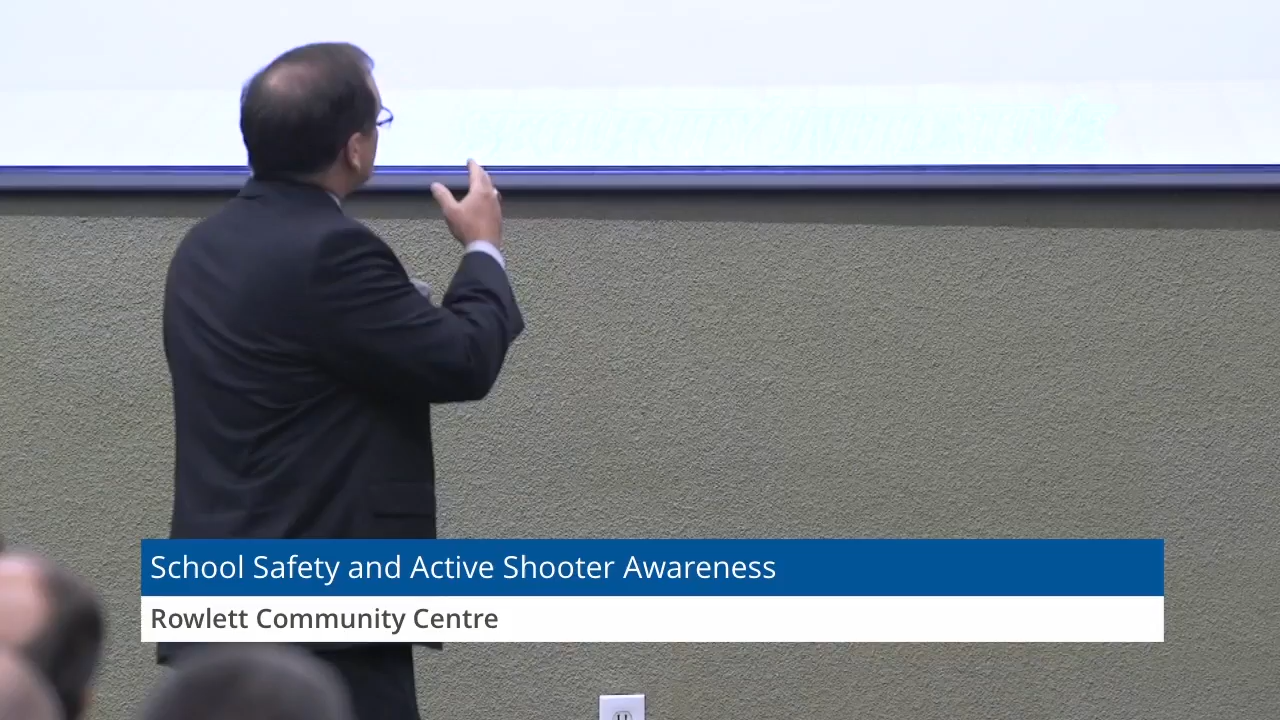 School Safety and Active Shooter Awareness
Rowlett Community Centre